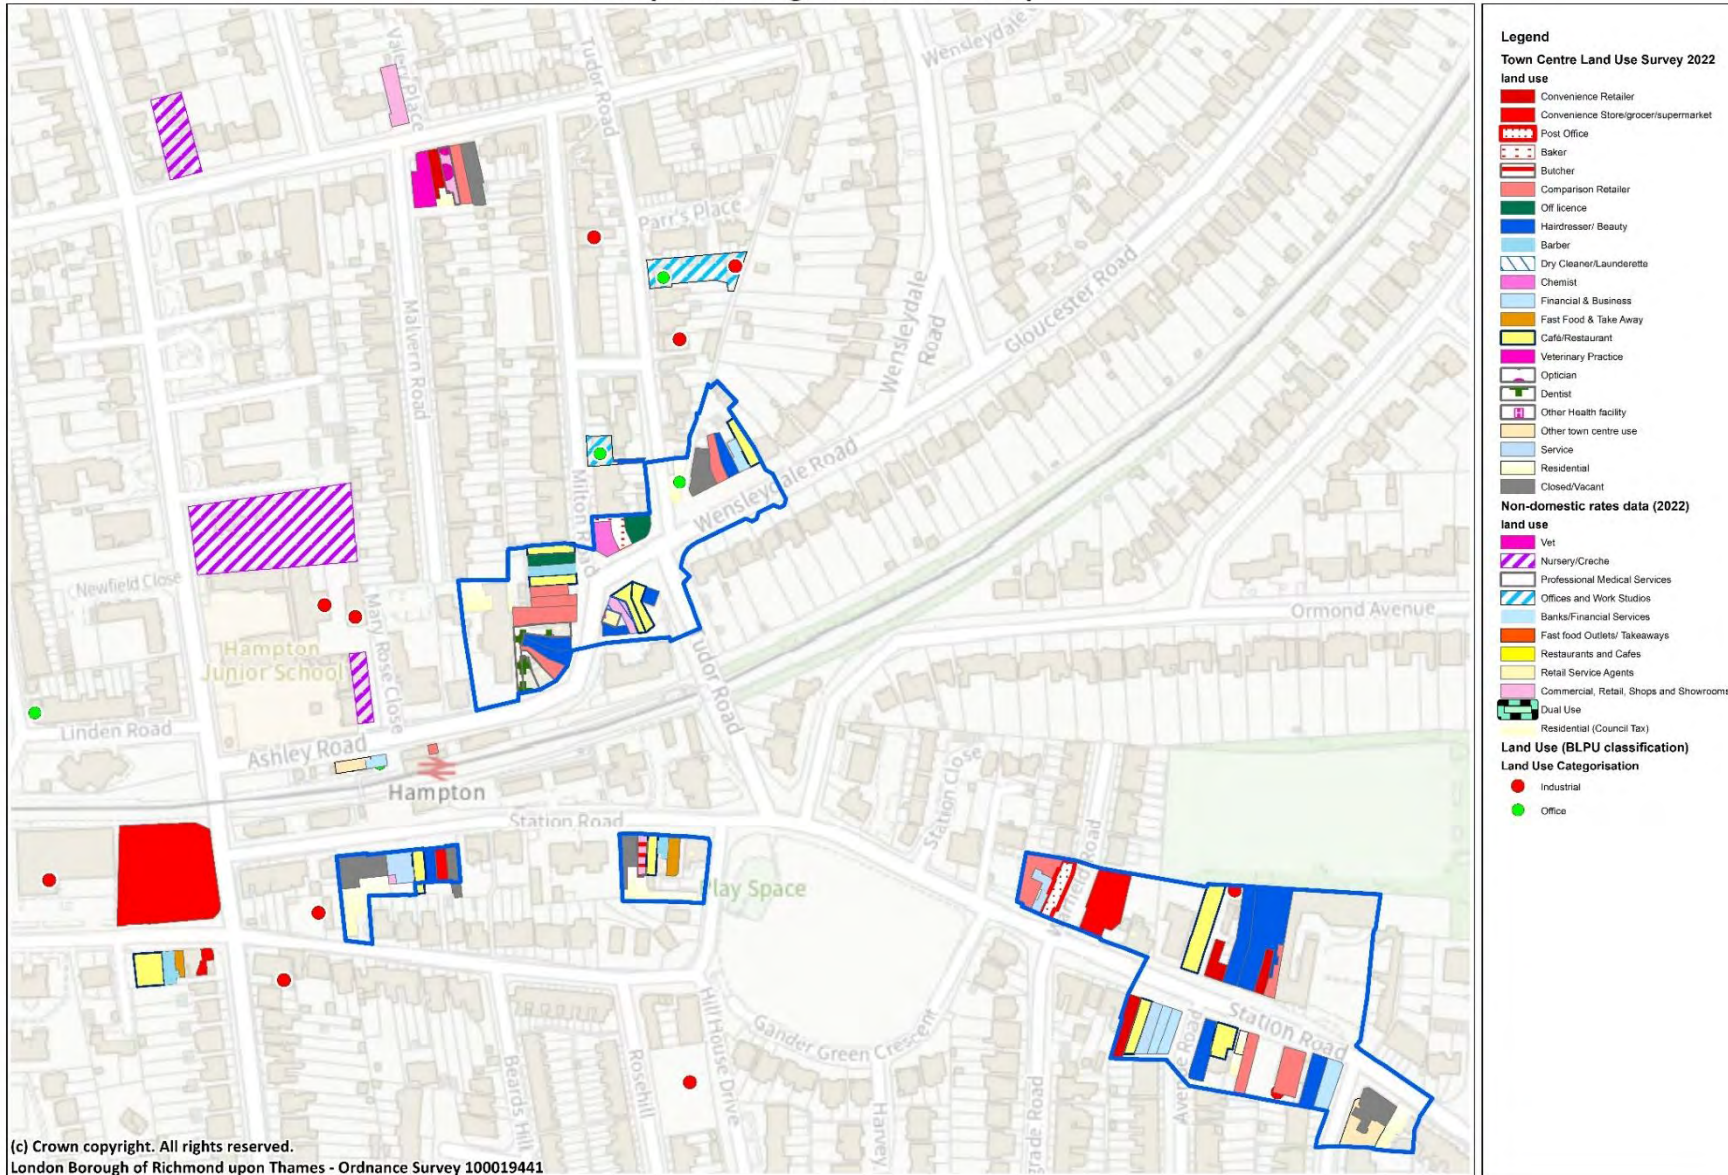 Valery Place
Tudor Road
Wensleydale
Parr's Place
Malvern Road
Wensleydale
Road
Gloucester Road
Milton Road
Wensleydale Road
Newfield Close
Mary Rose Close
Ormond Avenue
Hampton
Junior School
Tudor Road
Linden Road
Ashley Road
Hampton
Station Close
Station Road
Play Space
Station Road
Gander Green Crescent
Avenue Road
Beards Hill
Rosehill
Hill House Drive
Harvey
(c) Crown copyright. All rights reserved.
London Borough of Richmond upon Thames - Ordnance Survey 100019441
Legend
Town Centre Land Use Survey 2022
land use
Convenience Retailer
Convenience Store/grocer/supermarket
Post Office
Baker
Butcher
Comparison Retailer
Off licence
Hairdresser/ Beauty
Barber
Dry Cleaner/Launderette
Chemist
Financial & Business
Fast Food & Take Away
Café/Restaurant
Veterinary Practice
Optician
Dentist
H Other Health facility
Other town centre use
Service
Residential
Closed/Vacant
Non-domestic rates data (2022)
land use
Vet
Nursery/Creche
Professional Medical Services
Offices and Work Studios
Banks/Financial Services
Fast food Outlets/ Takeaways
Restaurants and Cafes
Retail Service Agents
Commercial, Retail, Shops and Showrooms
Dual Use
Residential (Council Tax)
Land Use (BLPU classification)
Land Use Categorisation
Industrial
Office